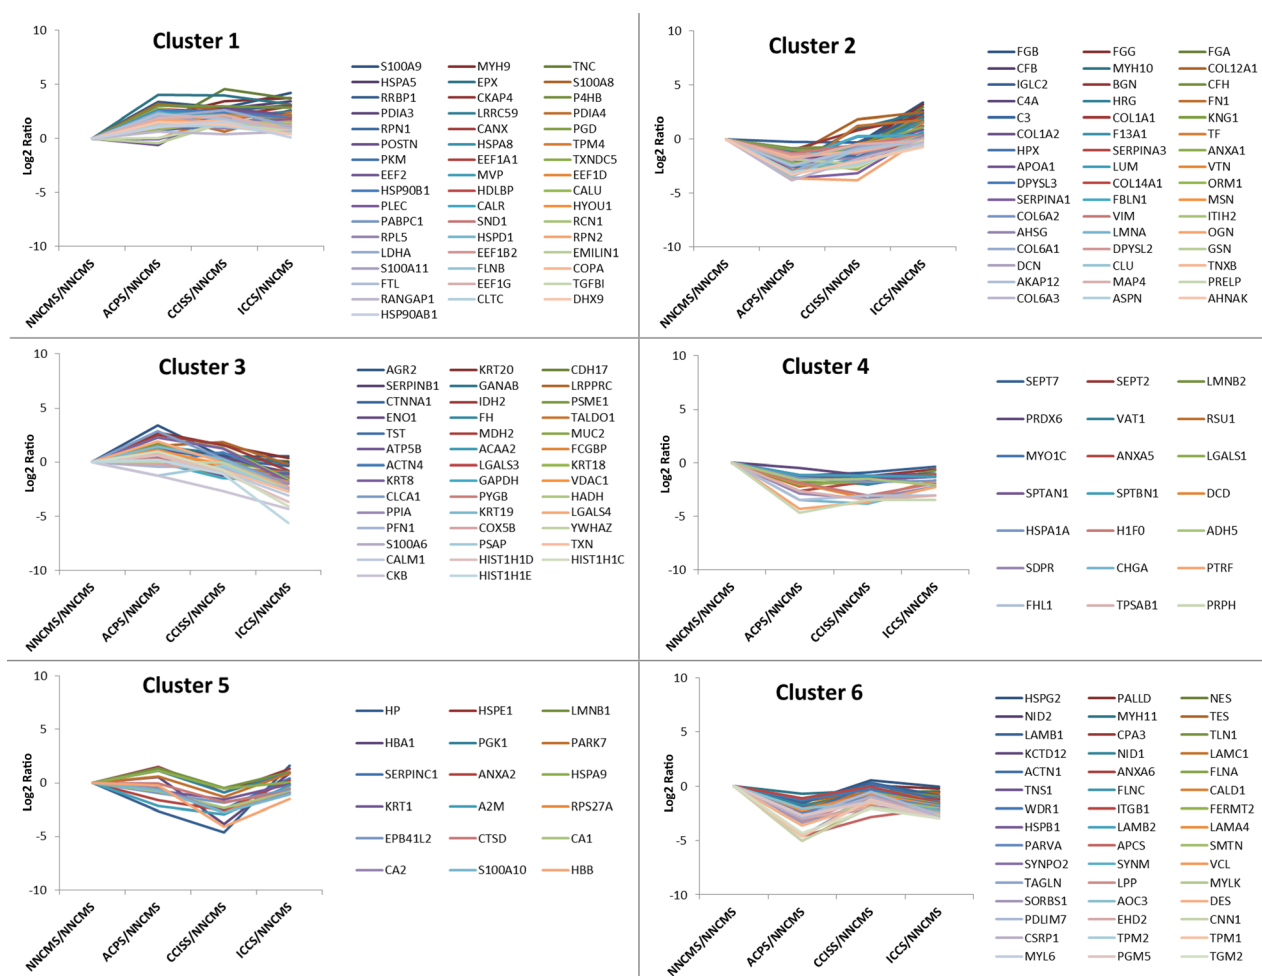 Cluster 1
Log2 Ratio
10
5
0
-5
-10
NNCMS/NNCMS
ACPS/NNCMS
CCISS/NNCMS
ICCS/NNCMS
S100A9 MYH9 TNC
HSPA5 EPX S100A8
RRBP1 CKAP4 P4HB
PDIA3 LRRC59 PDIA4
RPN1 CANX PGD
POSTN HSPA8 TPM4
PKM EEF1A1 TXNDC5
EEF2 MVP EEF1D
HSP90B1 HDLBP CALU
PLEC CALR HYOU1
PABPC1 SND1 RCN1
RPL5 HSPD1 RPN2
LDHA EEF1B2 EMILIN1
S100A11 FLNB COPA
FTL EEF1G TGFBI
RANGAP1 CLTC DHX9
HSP90AB1
Cluster 2
Log2 Ratio
10
5
0
-5
-10
NNCMS/NNCMS
ACPS/NNCMS
CCISS/NNCMS
ICCS/NNCMS
FGB FGG FGA
CFB MYH10 COL12A1
IGLC2 BGN CFH
C4A HRG FN1
C3 COL1A1 KNG1
COL1A2 F13A1 TF
HPX SERPINA3 ANXA1
APOA1 LUM VTN
DPYSL3 COL14A1 ORM1
SERPINA1 FBLN1 MSN
COL6A2 VIM ITIH2
AHSG LMNA OGN
COL6A1 DPYSL2 GSN
DCN CLU TNXB
AKAP12 MAP4 PRELP
COL6A3 ASPN AHNAK
Cluster 3
Log2 Ratio
10
5
0
-5
-10
NNCMS/NNCMS
ACPS/NNCMS
CCISS/NNCMS
ICCS/NNCMS
AGR2 KRT20 CDH17
SERPINB1 GANAB LRPPRC
CTNNA1 IDH2 PSME1
ENO1 FH TALDO1
TST MDH2 MUC2
ATP5B ACAA2 FCGBP
ACTN4 LGALS3 KRT18
KRT8 GAPDH VDAC1
CLCA1 PYGB HADH
PPIA KRT19 LGALS4
PFN1 COX5B YWHAZ
S100A6 PSAP TXN
CALM1 HIST1H1D HIST1H1C
CKB HIST1H1E
Cluster 4
Log2 Ratio
10
5
0
-5
-10
NNCMS/NNCMS
ACPS/NNCMS
CCISS/NNCMS
ICCS/NNCMS
SEPT7 SEPT2 LMNB2
PRDX6 VAT1 RSU1
MYO1C ANXA5 LGALS1
SPTAN1 SPTBN1 DCD
HSPA1A H1F0 ADH5
SDPR CHGA PTRF
FHL1 TPSAB1 PRPH
Cluster 5
Log2 Ratio
10
5
0
-5
-10
NNCMS/NNCMS
ACPS/NNCMS
CCISS/NNCMS
ICCS/NNCMS
HP HSPE1 LMNB1
HBA1 PGK1 PARK7
SERPINC1 ANXA2 HSPA9
KRT1 A2M RPS27A
EPB41L2 CTSD CA1
CA2 S100A10 HBB
Cluster 6
Log2 Ratio
10
5
0
-5
-10
NNCMS/NNCMS
ACPS/NNCMS
CCISS/NNCMS
ICCS/NNCMS
HSPG2 PALLD NES
NID2 MYH11 TES
LAMB1 CPA3 TLN1
KCTD12 NID1 LAMC1
ACTN1 ANXA6 FLNA
TNS1 FLNC CALD1
WDR1 ITGB1 FERMT2
HSPB1 LAMB2 LAMA4
PARVA APCS SMTN
SYNPO2 SYNM VCL
TAGLN LPP MYLK
SORBS1 AOC3 DES
PDLIM7 EHD2 CNN1
CSRP1 TPM2 TPM1
MYL6 PGM5 TGM2